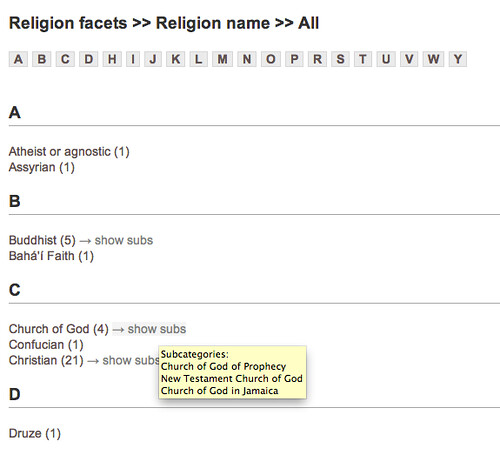 Religion facets >> Religion name >> All
A B C D H I J K L M N O P R S T U V W Y
A
Atheist or agnostic (1)
Assyrian (1)
B
Buddhist (5) → show subs
Bahá'í Faith (1)
C
Church of God (4) → show subs
Confucian (1)
Christian (21) → show subs
Subcategories:
Church of God of Prophecy
New Testament Church of God
Church of God in Jamaica
D
Druze (1)